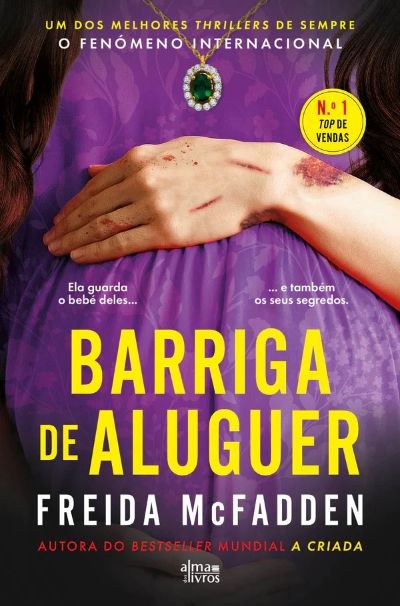 UM DOS MELHORES THRILLERS DE SEMPRE
O FENÓMENO INTERNACIONAL
N.º 1
TOP DE
VENDAS
Ela guarda
o bebé deles...
... e também
os seus segredos.
BARRIGA
DE ALUGUER
FREIDA McFADDEN
AUTORA DO BESTSELLER MUNDIAL A CRIADA
alma
dos livros